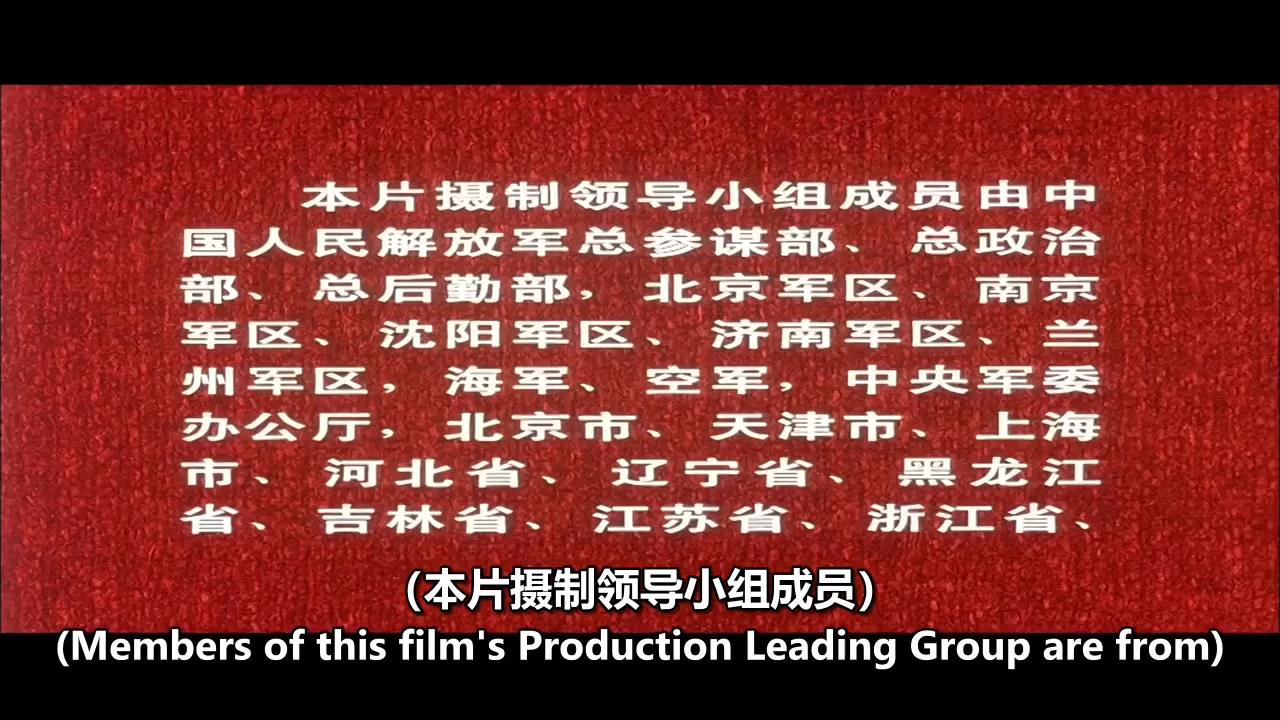 本片摄制领导小组成员由中
国人民解放军总参谋部、总政治
部、总后勤部，北京军区、南京
军区、沈阳军区、济南军区、兰
州军区，海军、空军，中央军委
办公厅，北京市、天津市、上海
市、河北省、辽宁省、黑龙江
省、吉林省、江苏省、浙江省、
（本片摄制领导小组成员）
(Members of this film's Production Leading Group are from)